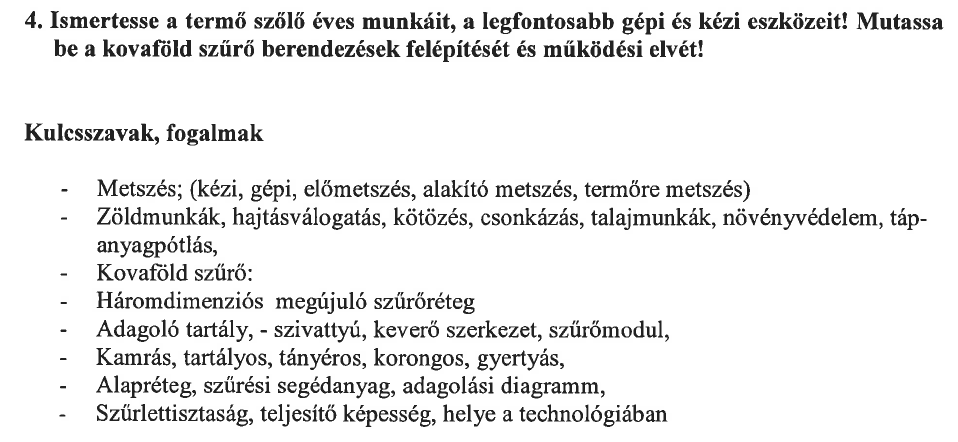 4. Ismertesse a termő szőlő éves munkáit, a legfontosabb gépi és kézi eszközeit! Mutassa
be a kovaföld szűrő berendezések felépítését és működési elvét!
Kulcsszavak, fogalmak
- Metszés; (kézi, gépi, előmetszés, alakító metszés, termőre metszés)
- Zöldmunkák, hajtásválogatás, kötözés, csonkázás, talajmunkák, növényvédelem, táp-
anyagpótlás,
- Kovaföld szűrő:
- Háromdimenziós megújuló szűrőréteg
- Adagoló tartály, - szivattyú, keverő szerkezet, szűrőmodul,
- Kamrás, tartályos, tányéros, korongos, gyertyás,
- Alapréteg, szűrési segédanyag, adagolási diagramm,
- Szűrlettisztaság, teljesítő képesség, helye a technológiában